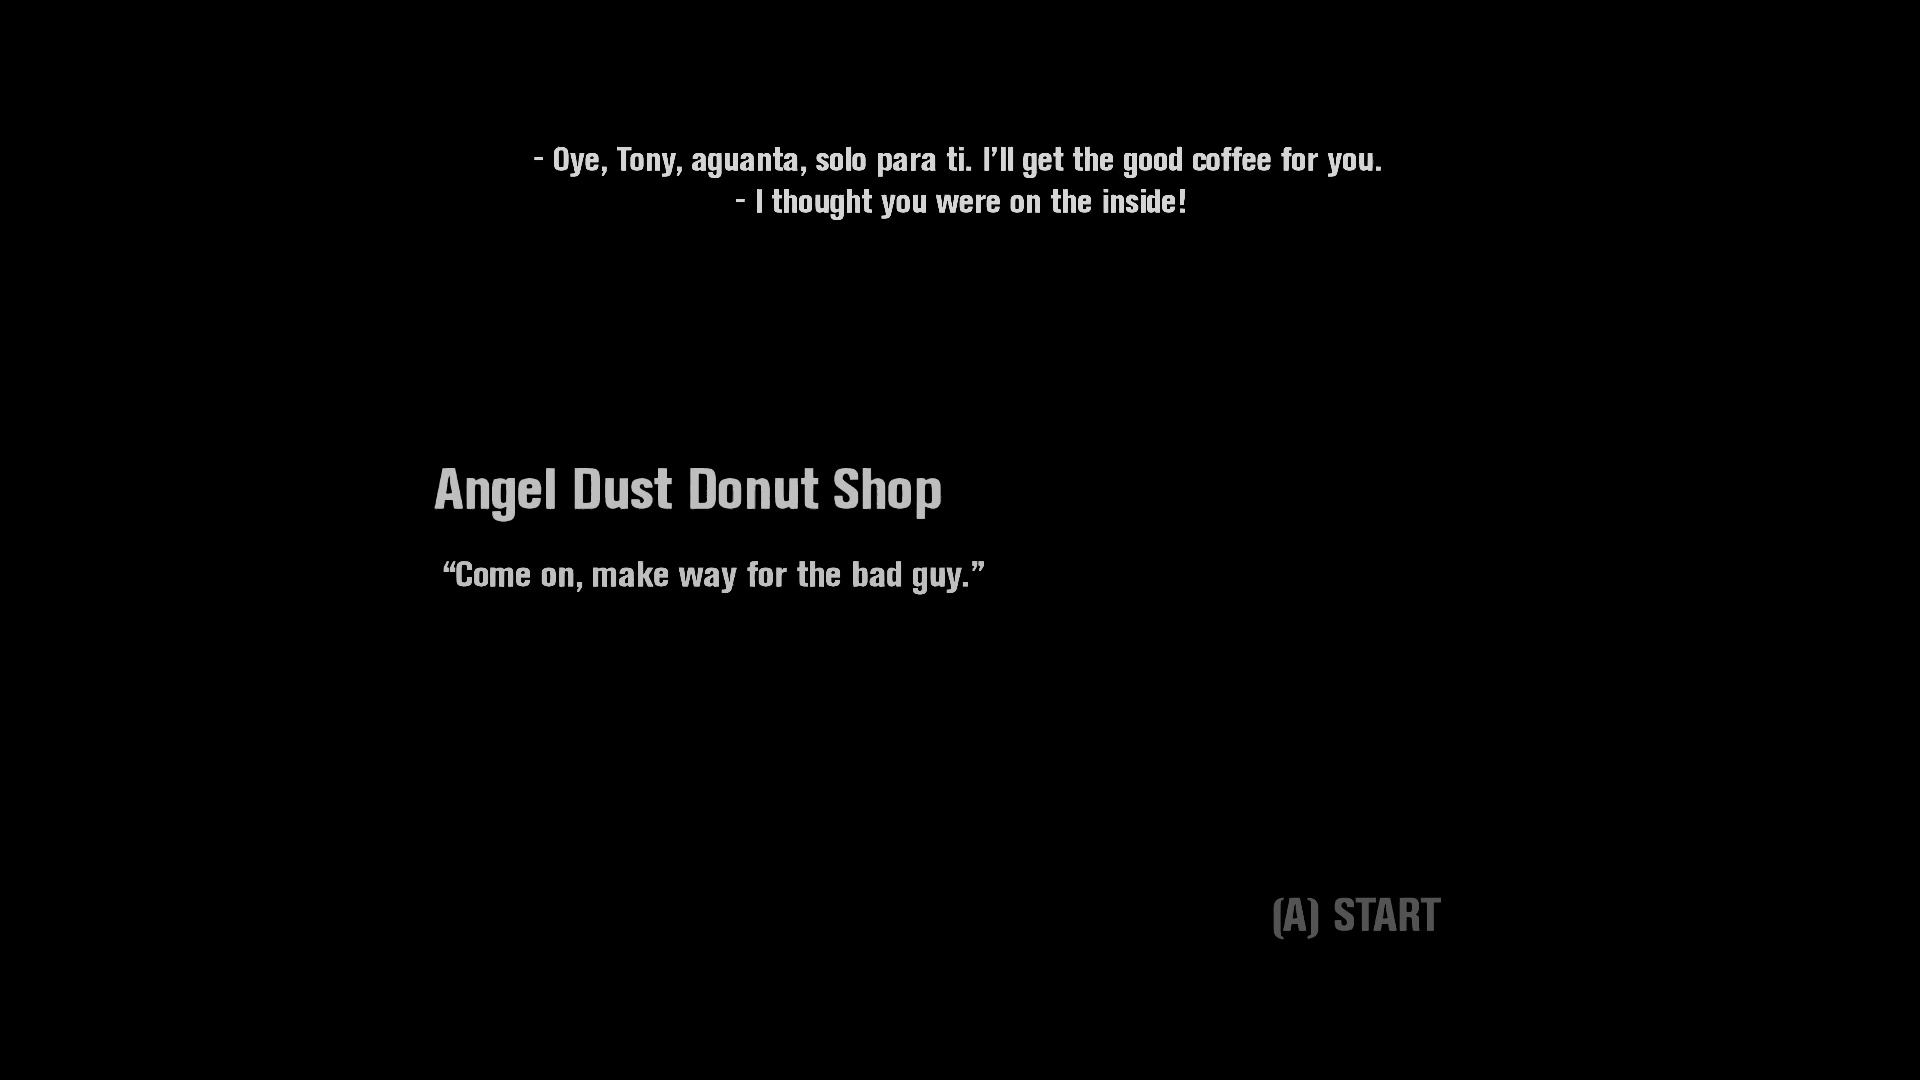 - Oye, Tony, aguanta, solo para ti. I’ll get the good coffee for you.
- I thought you were on the inside!
Angel Dust Donut Shop
“Come on, make way for the bad guy.”
(A) START